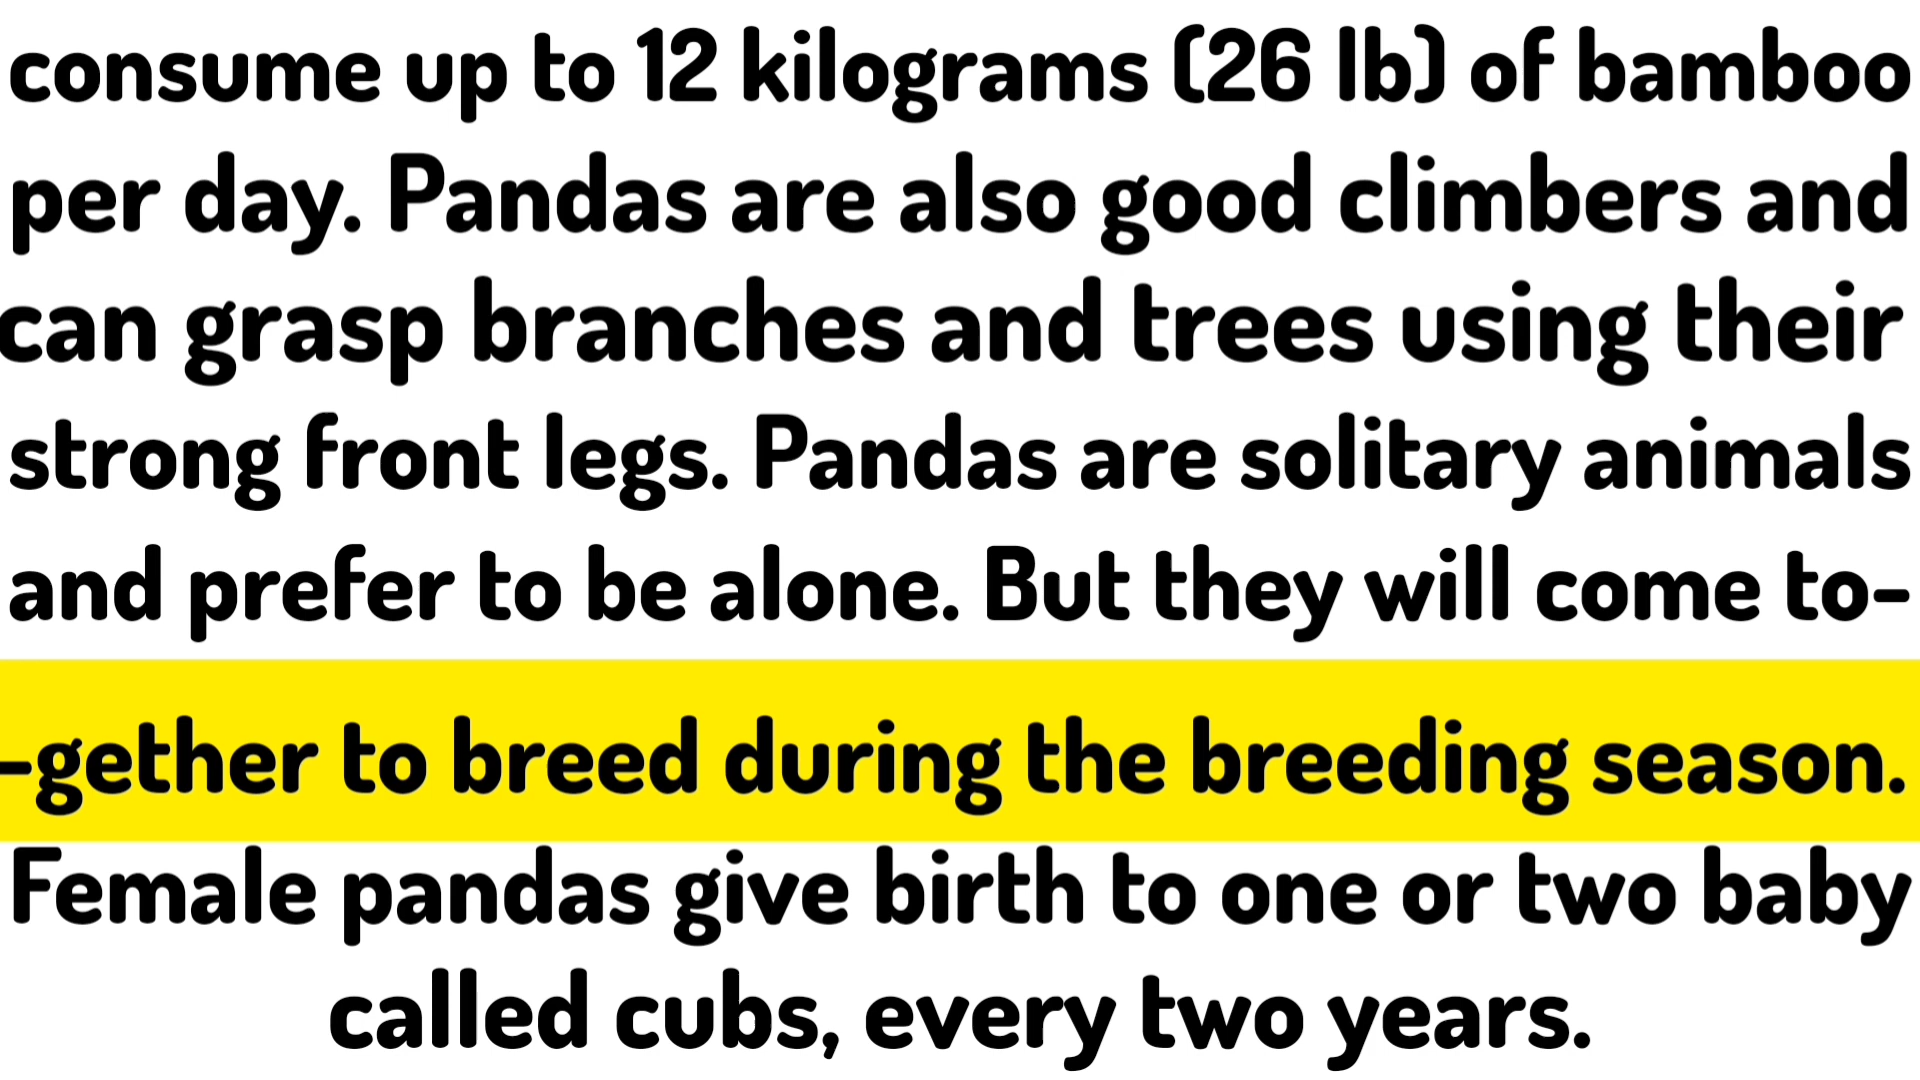 consume up to 12 kilograms (26 lb) of bamboo
per day. Pandas are also good climbers and
can grasp branches and trees using their
strong front legs. Pandas are solitary animals
and prefer to be alone. But they will come to-
-gether to breed during the breeding season.
Female pandas give birth to one or two baby
called cubs, every two years.